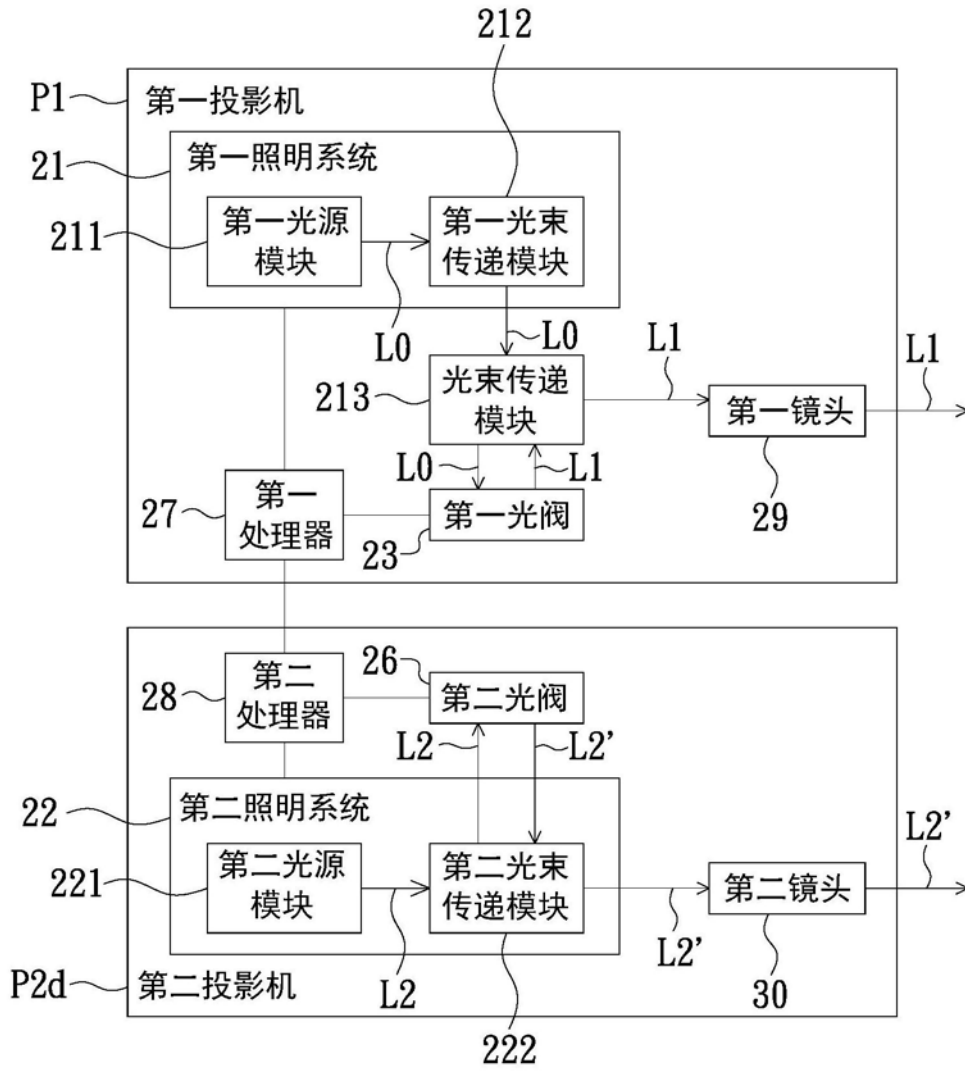 212
P1
第一投影机
21
第一照明系统
211
第一光源
模块
第一光束
传递模块
L0
L0
L1
L1
213
光束传递
模块
第一镜头
L0
L1
27
第一
处理器
第一光阀
23
29
28
第二
处理器
26
第二光阀
L2
L2'
22
第二照明系统
L2'
221
第二光源
模块
第二光束
传递模块
第二镜头
L2'
P2d
第二投影机
L2
30
222